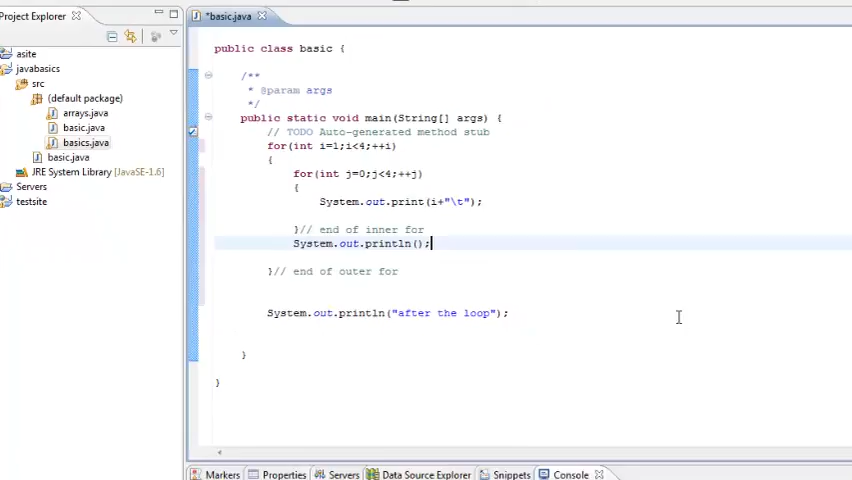 Project Explorer
*basic.java
asite
javabasics
src
(default package)
arrays.java
basic.java
basics.java
basic.java
JRE System Library [JavaSE-1.6]
Servers
testsite
public class basic {
/**
* @param args
*/
public static void main(String[] args) {
// TODO Auto-generated method stub
for(int i=1;i<4;++i)
{
for(int j=0;j<4;++j)
{
System.out.print(i+"\t");
}// end of inner for
System.out.println();
}// end of outer for
System.out.println("after the loop");
}
}
Markers Properties Servers Data Source Explorer Snippets Console